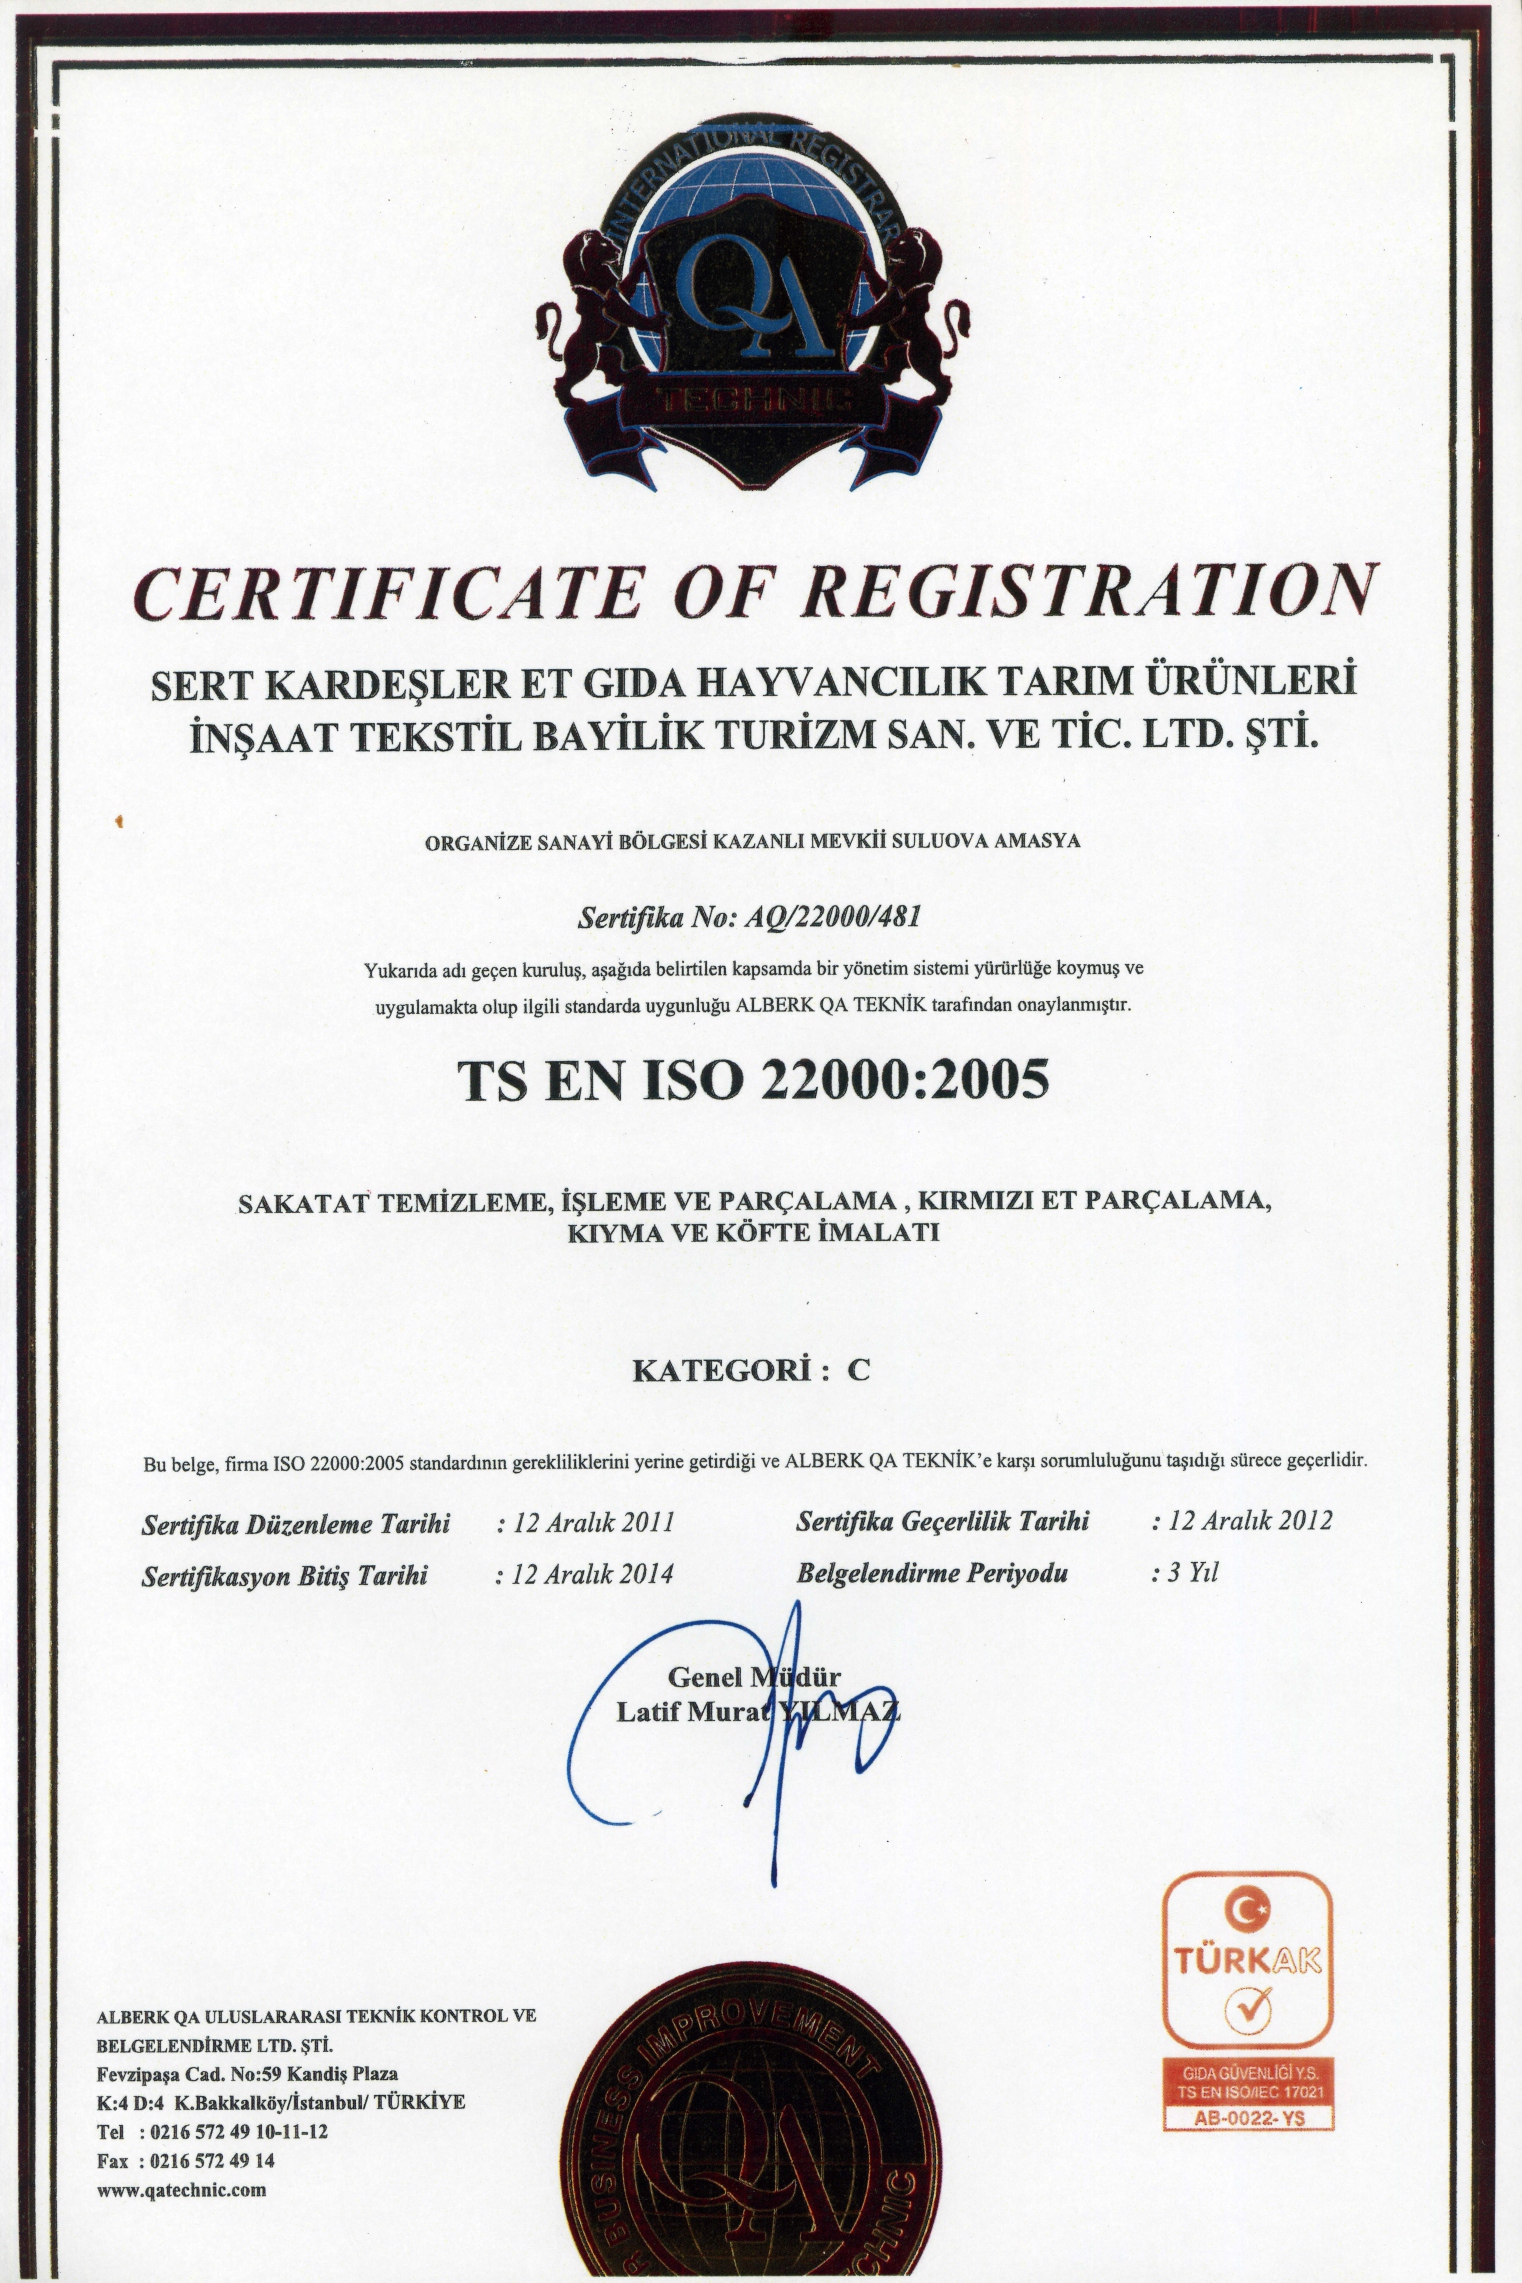 INTERNATIONAL REGISTRAR
QA
TECHNIC
CERTIFICATE OF REGISTRATION
SERT KARDEŞLER ET GIDA HAYVANCILIK TARIM ÜRÜNLERİ
İNŞAAT TEKSTİL BAYİLİK TURİZM SAN. VE TİC. LTD. ŞTİ.
ORGANİZE SANAYİ BÖLGESİ KAZANLI MEVKİİ SULUOVA AMASYA
Sertifika No: AQ/22000/481
Yukarıda adı geçen kuruluş, aşağıda belirtilen kapsamda bir yönetim sistemi yürürlüğe koymuş ve
uygulamakta olup ilgili standarda uygunluğu ALBERK QA TEKNİK tarafından onaylanmıştır.
TS EN ISO 22000:2005
SAKATAT TEMİZLEME, İŞLEME VE PARÇALAMA , KIRMIZI ET PARÇALAMA,
KIYMA VE KÖFTE İMALATI
KATEGORİ : C
Bu belge, firma ISO 22000:2005 standardının gerekliliklerini yerine getirdiği ve ALBERK QA TEKNİK'e karşı sorumluluğunu taşıdığı sürece geçerlidir.
Sertifika Düzenleme Tarihi : 12 Aralık 2011 Sertifika Geçerlilik Tarihi : 12 Aralık 2012
Sertifikasyon Bitiş Tarihi : 12 Aralık 2014 Belgelendirme Periyodu : 3 Yıl
Genel Müdür
Latif Murat YILMAZ
ALBERK QA ULUSLARARASI TEKNİK KONTROL VE
BELGELENDİRME LTD. ŞTİ.
Fevzipaşa Cad. No:59 Kandiş Plaza
K:4 D:4 K.Bakkalköy/İstanbul/ TÜRKİYE
Tel : 0216 572 49 10-11-12
Fax : 0216 572 49 14
www.qatechnic.com
BUSINESS IMPROVEMENT
QA
TÜRKAK
GIDA GÜVENLİĞİ Y.S.
TS EN ISO/IEC 17021
AB-0022-YS